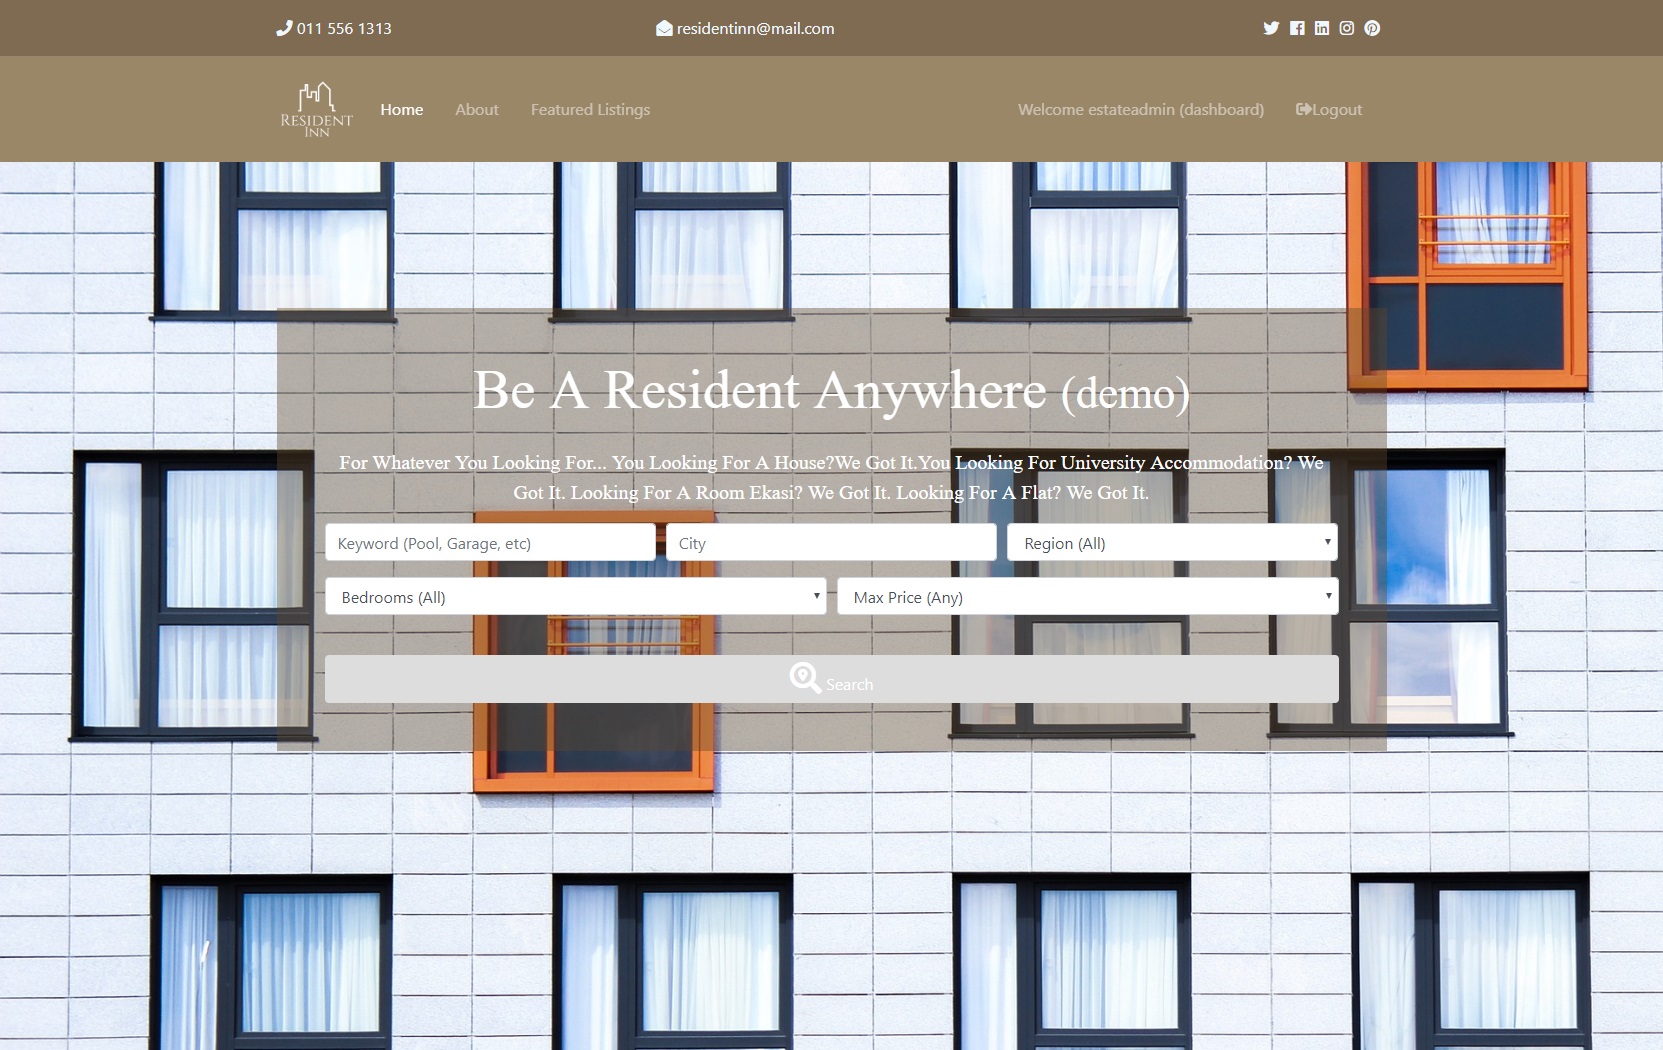 011 556 1313
residentinn@mail.com
RESIDENT
INN
Home
About
Featured Listings
Welcome estateadmin (dashboard)
Logout
Be A Resident Anywhere (demo)
For Whatever You Looking For... You Looking For A House?We Got It.You Looking For University Accommodation? We
Got It. Looking For A Room Ekasi? We Got It. Looking For A Flat? We Got It.
Keyword (Pool, Garage, etc)
City
Region (All)
Bedrooms (All)
Max Price (Any)
Search